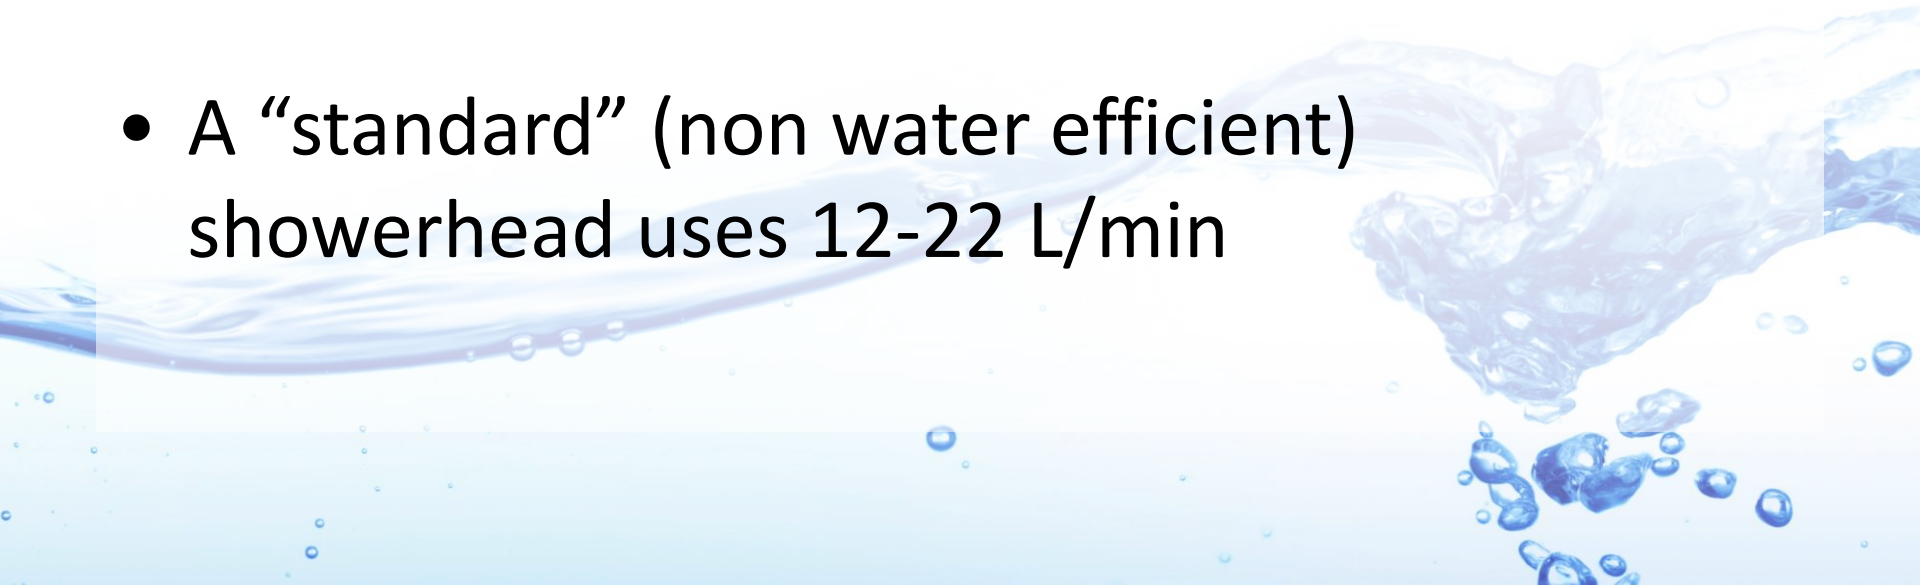 • A “standard” (non water efficient)
showerhead uses 12-22 L/min